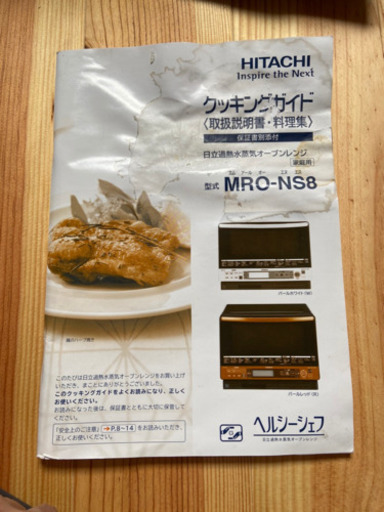 HITACHI
Inspire the Next
クッキングガイド
〈取扱説明書・料理集〉
保証書別添付
日立過熱水蒸気オーブンレンジ
家庭用
型式 MRO-NS8
パールホワイト(W)
鶏のハーブ焼き
パールレッド(R)
このたびは日立過熱水蒸気オーブンレンジをお買い上げ
いただき、まことにありがとうございました。
このクッキングガイドをよくお読みになり、正しく
お使いください。
お読みになった後は、保証書とともに大切に保管して
ください。
「安全上のご注意」→P.8~14 をお読みいただき、
正しくお使いください。
ヘルシーシェフ
日立過熱水蒸気オーブンレンジ